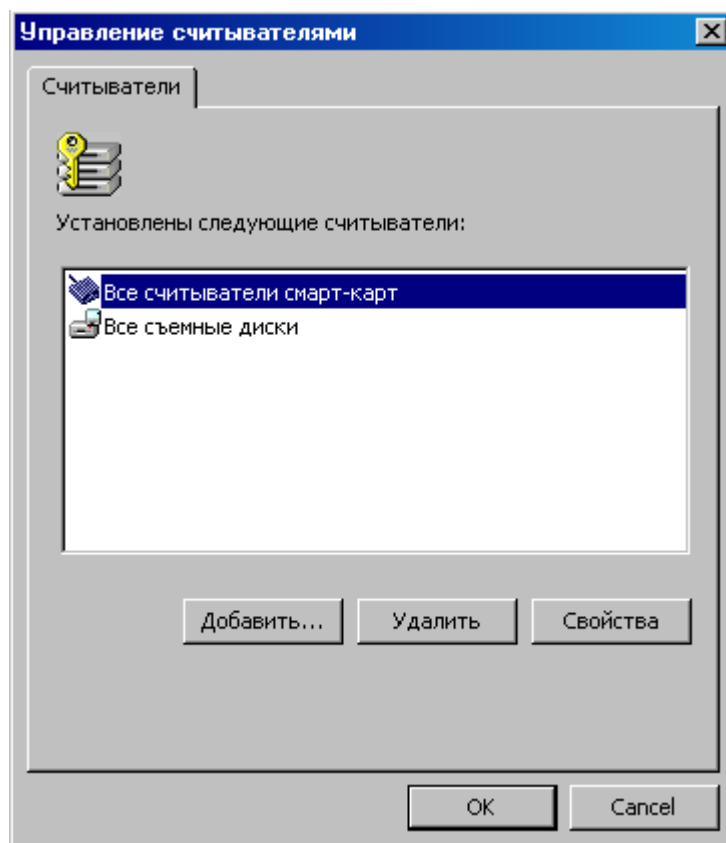 Управление считывателями
Считыватели
Установлены следующие считыватели:
Все считыватели смарт-карт
Все съемные диски
Добавить... Удалить Свойства
OK Cancel